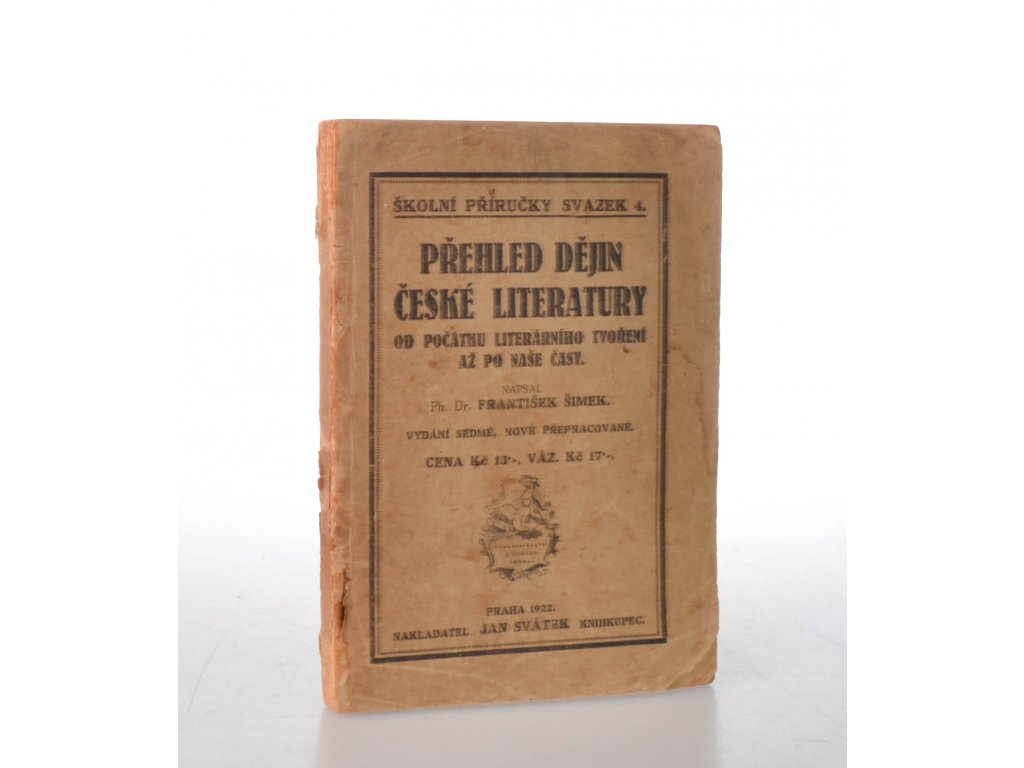 ŠKOLNÍ PŘÍRUČKY SVAZEK 4.
PŘEHLED DĚJIN
ČESKÉ LITERATURY
OD POČÁTKU LITERÁRNÍHO TVOŘENÍ
AŽ PO NAŠE ČASY.
NAPSAL
Ph. Dr. FRANTIŠEK ŠIMEK.
VYDÁNÍ SEDMÉ, NOVĚ PŘEPRACOVANÉ.
CENA Kč 13·-, VÁZ. Kč 17·-.
PRAHA 1922.
NAKLADATEL JAN SVÁTEK KNIHKUPEC.